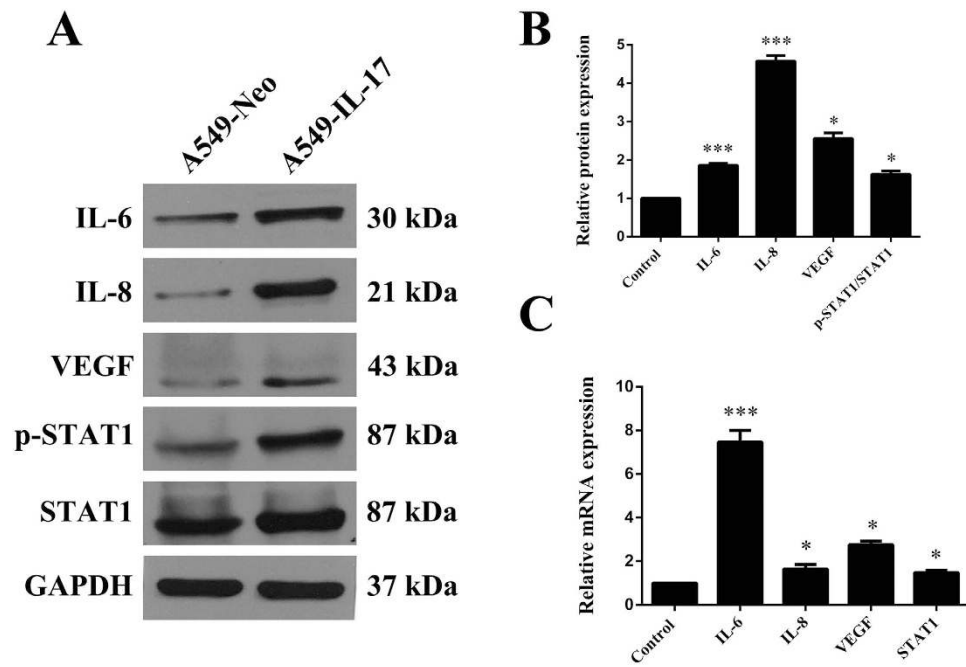 A
A549-Neo
A549-IL-17
IL-6 30 kDa
IL-8 21 kDa
VEGF 43 kDa
p-STAT1 87 kDa
STAT1 87 kDa
GAPDH 37 kDa
B
Relative protein expression
5
4
3
2
1
0
***
***
*
*
Control
IL-6
IL-8
VEGF
p-STAT1/STAT1
C
Relative mRNA expression
10
8
6
4
2
0
***
*
*
*
Control
IL-6
IL-8
VEGF
STAT1